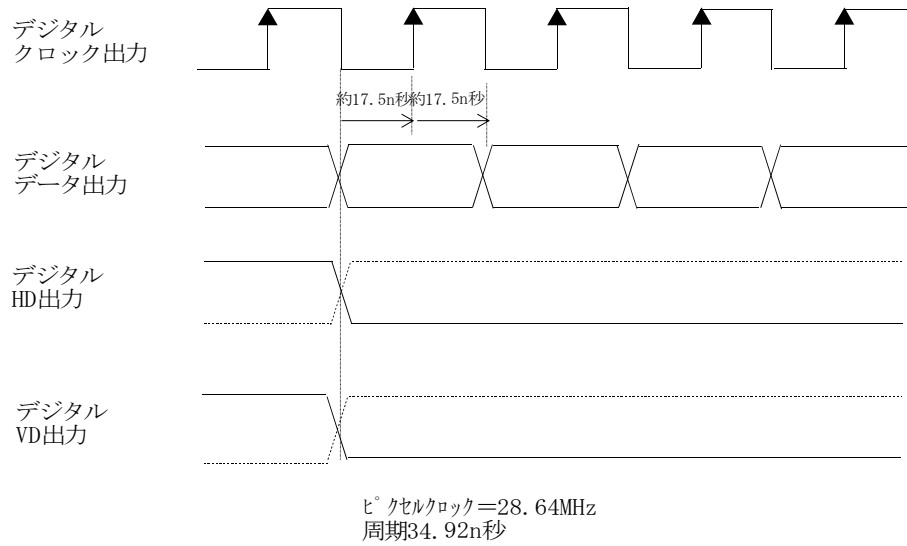 デジタル
クロック出力
約17.5n秒約17.5n秒
デジタル
データ出力
デジタル
HD出力
デジタル
VD出力
ﾋﾟｸｾﾙｸﾛｯｸ＝28.64MHz
周期34.92n秒